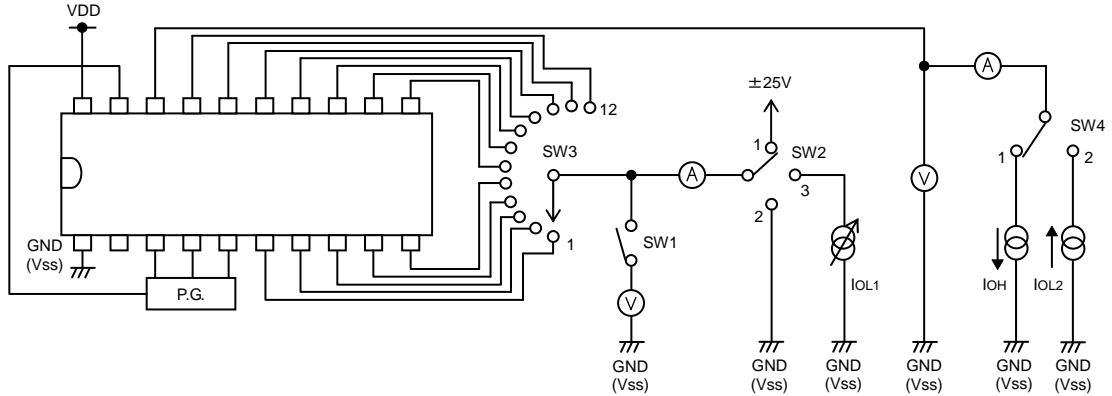 VDD
±25V
12
SW3
1
SW2
3
2
SW1
1
A
V
A
V
SW4
1
2
GND
(Vss)
P.G.
IOL1
IOH
IOL2
GND
(Vss)
GND
(Vss)
GND
(Vss)
GND
(Vss)
GND
(Vss)
GND
(Vss)